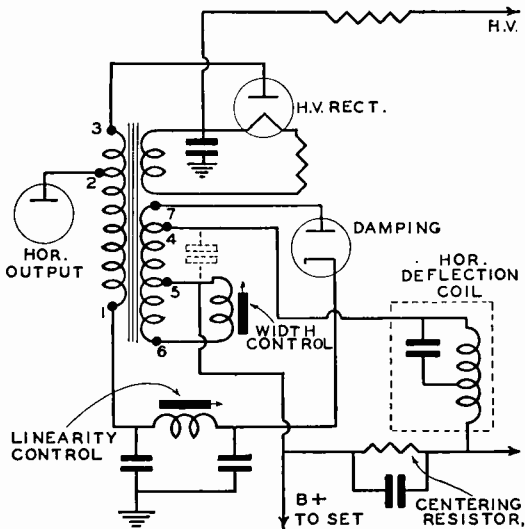 H.V.
H.V. RECT.
3
2
7
4
DAMPING
HOR.
OUTPUT
HOR.
DEFLECTION
COIL
5
1
WIDTH
CONTROL
6
LINEARITY
CONTROL
B+
TO SET
CENTERING
RESISTOR,